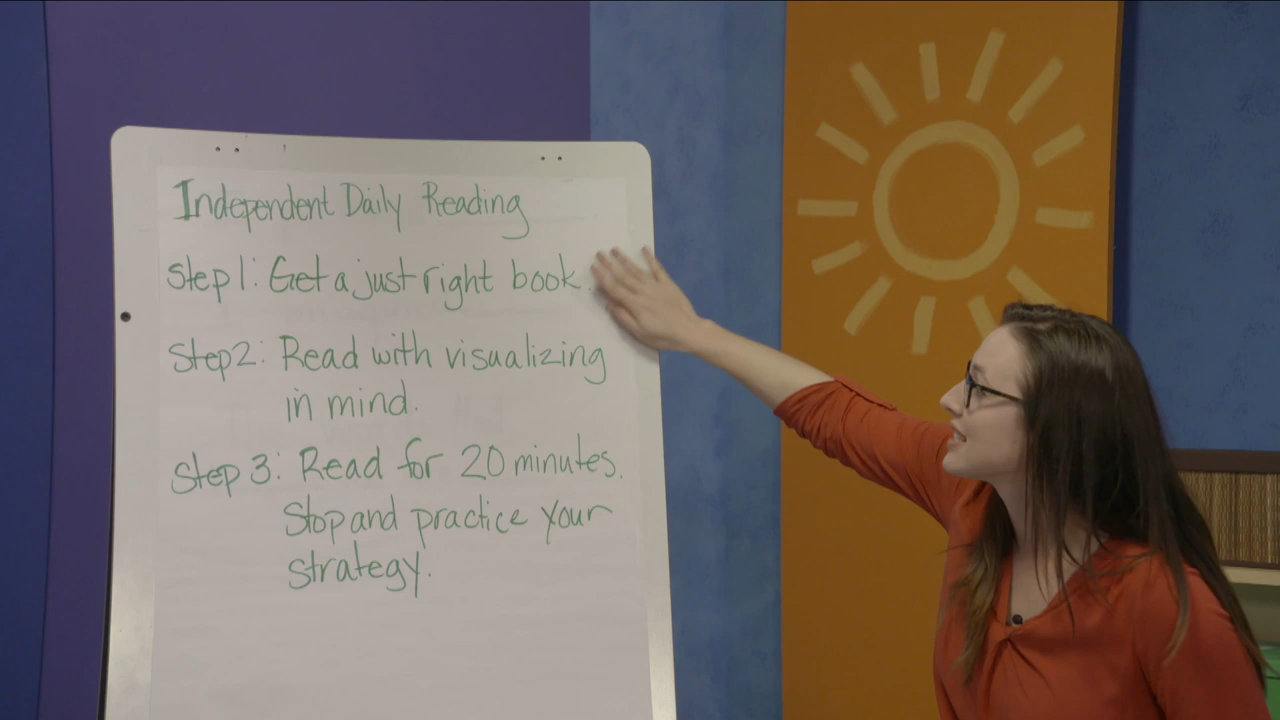 Independent Daily Reading
Step 1: Get a just right book.
Step 2: Read with visualizing
in mind.
Step 3: Read for 20 minutes.
Stop and practice your
strategy.